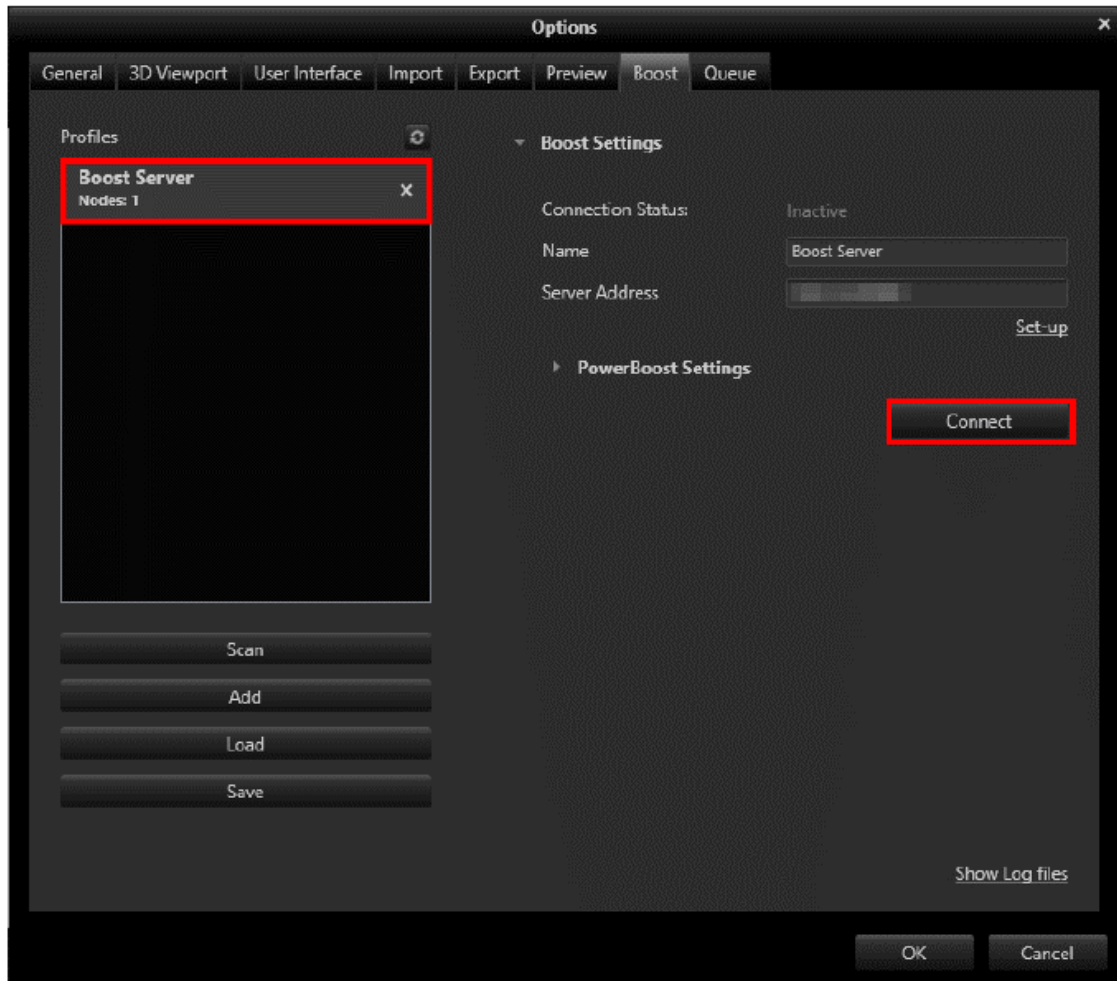 Options
General 3D Viewport User Interface Import Export Preview Boost Queue
Profiles
Boost Server
Nodes: 1
Scan
Add
Load
Save
Boost Settings
Connection Status: Inactive
Name Boost Server
Server Address
Set-up
PowerBoost Settings
Connect
Show Log files
OK Cancel